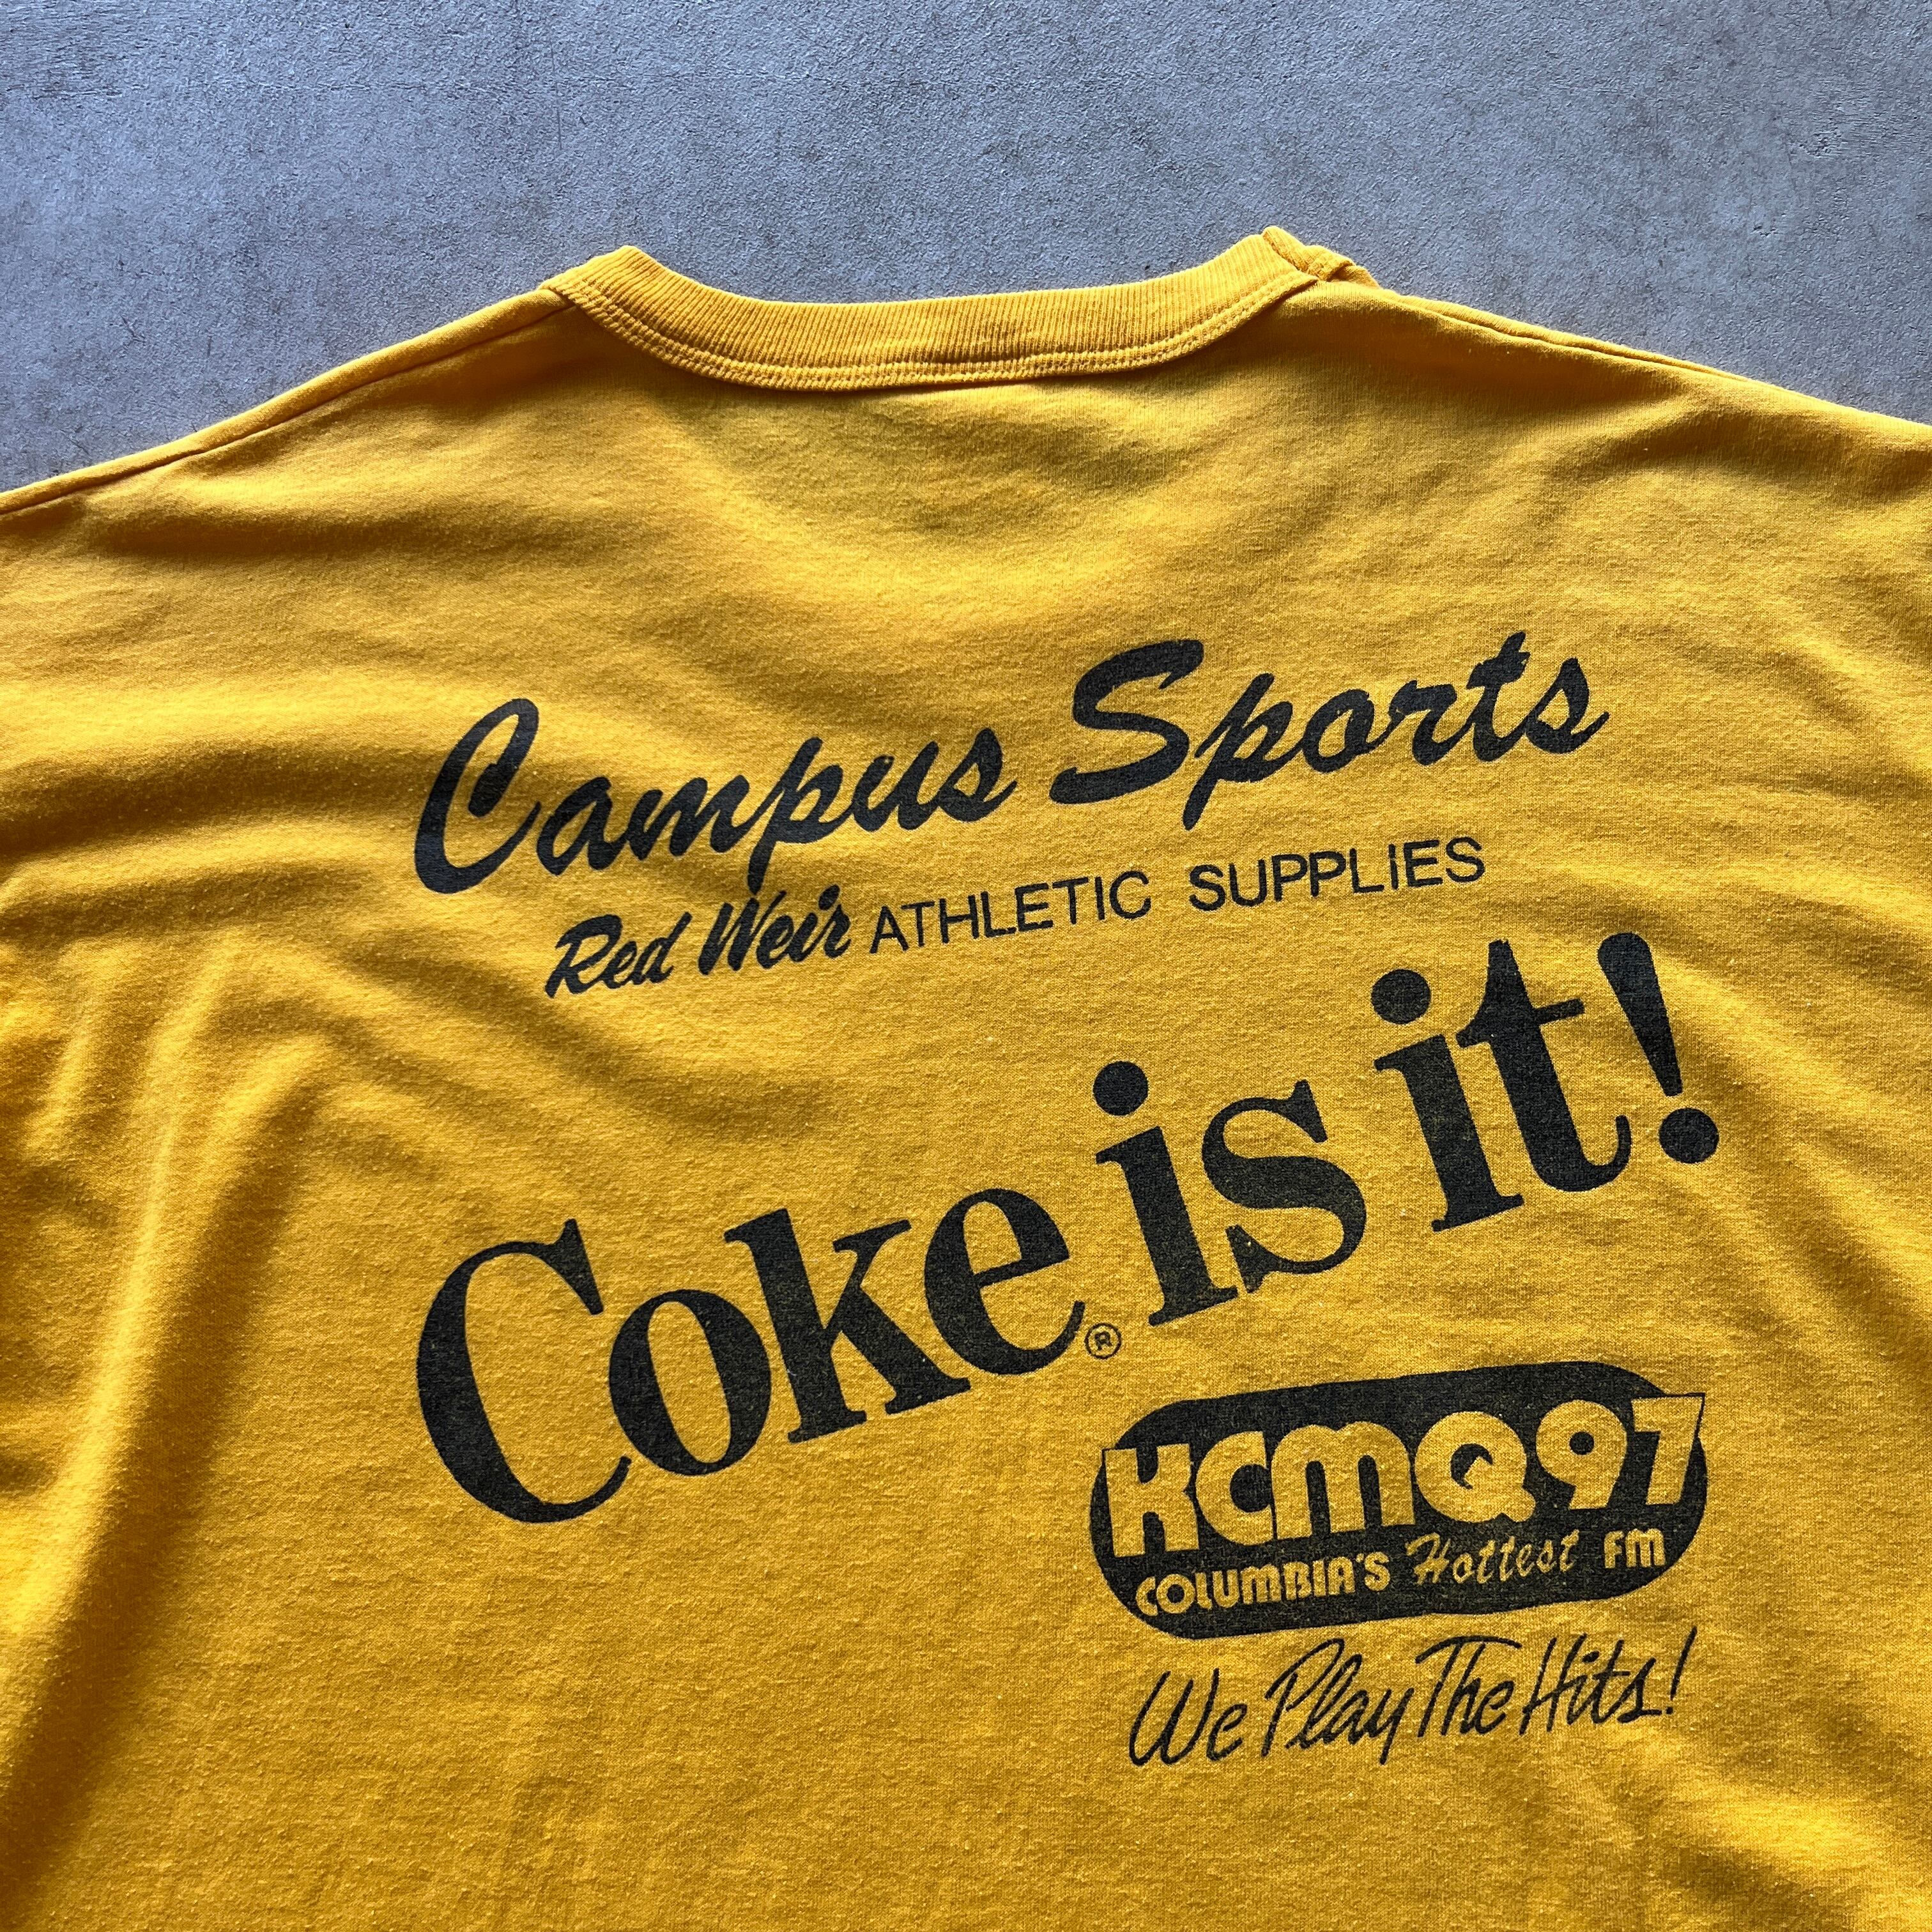 Campus Sports
Red Weir ATHLETIC SUPPLIES
Coke® is it!
KCMQ97
COLUMBIA'S Hottest FM
We Play The Hits!